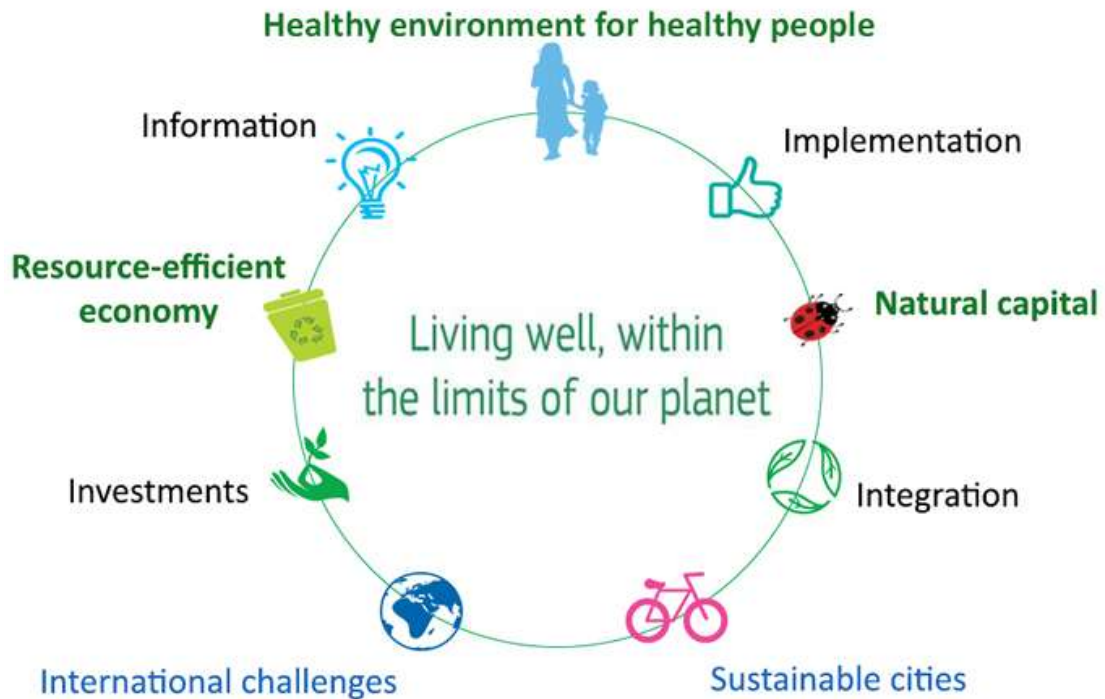 Healthy environment for healthy people
Information
Implementation
Resource-efficient
economy
Natural capital
Living well, within
the limits of our planet
Investments
Integration
International challenges
Sustainable cities